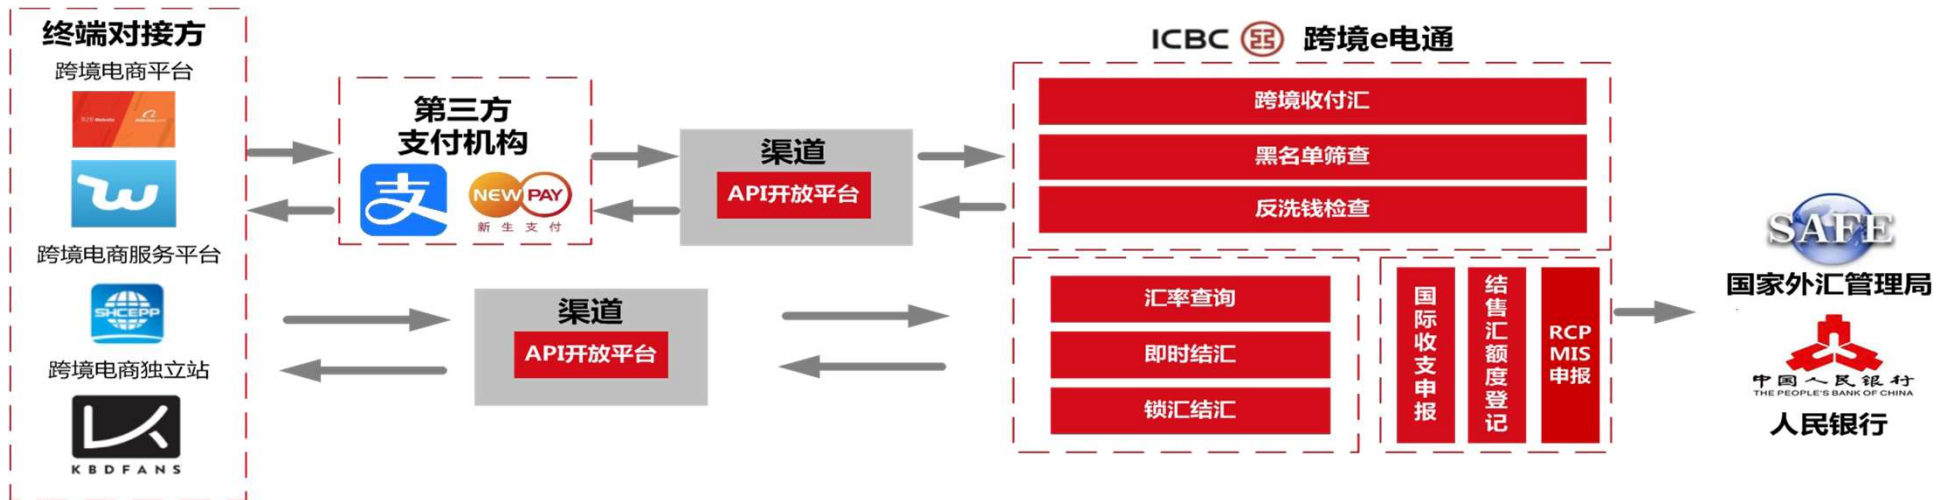 终端对接方
跨境电商平台
跨境电商服务平台
SHCEPP
跨境电商独立站
KBDFANS
第三方
支付机构
支
NEW PAY
新生支付
渠道
API开放平台
渠道
API开放平台
ICBC 跨境e电通
跨境收付汇
黑名单筛查
反洗钱检查
汇率查询
即时结汇
锁汇结汇
国际收支申报
结售汇额度登记
RCP
MIS
申报
SAFE
国家外汇管理局
中国人民银行
THE PEOPLE'S BANK OF CHINA
人民银行